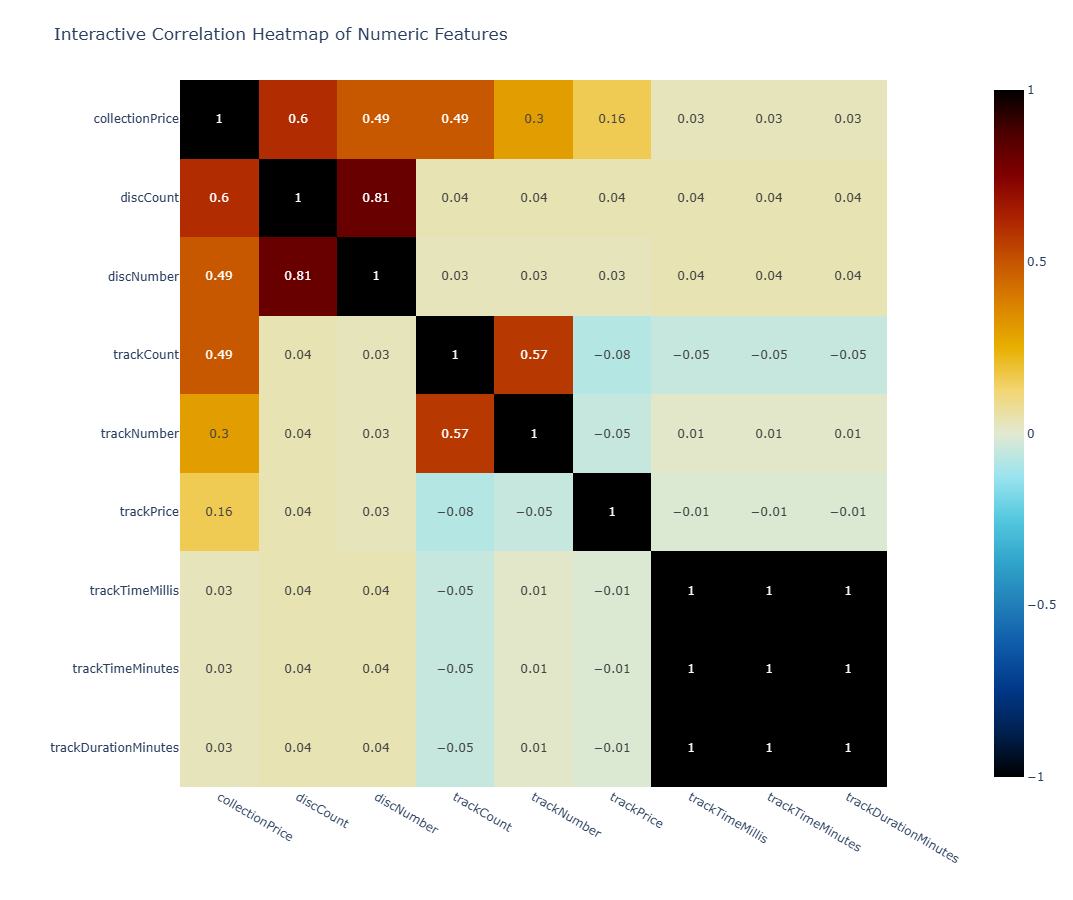 Interactive Correlation Heatmap of Numeric Features
collectionPrice 1 0.6 0.49 0.49 0.3 0.16 0.03 0.03 0.03
discCount 0.6 1 0.81 0.04 0.04 0.04 0.04 0.04 0.04
discNumber 0.49 0.81 1 0.03 0.03 0.03 0.04 0.04 0.04
trackCount 0.49 0.04 0.03 1 0.57 −0.08 −0.05 −0.05 −0.05
trackNumber 0.3 0.04 0.03 0.57 1 −0.05 0.01 0.01 0.01
trackPrice 0.16 0.04 0.03 −0.08 −0.05 1 −0.01 −0.01 −0.01
trackTimeMillis 0.03 0.04 0.04 −0.05 0.01 −0.01 1 1 1
trackTimeMinutes 0.03 0.04 0.04 −0.05 0.01 −0.01 1 1 1
trackDurationMinutes 0.03 0.04 0.04 −0.05 0.01 −0.01 1 1 1
collectionPrice discCount discNumber trackCount trackNumber trackPrice trackTimeMillis trackTimeMinutes trackDurationMinutes
1
0.5
0
−0.5
−1